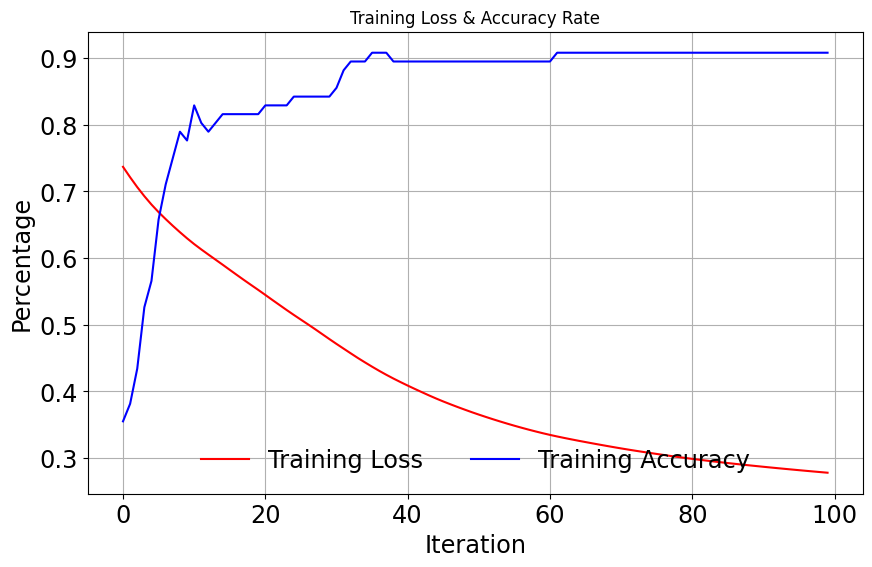 Training Loss & Accuracy Rate
0.9
0.8
0.7
0.6
0.5
0.4
0.3
Percentage
Training Loss
Training Accuracy
0 20 40 60 80 100
Iteration